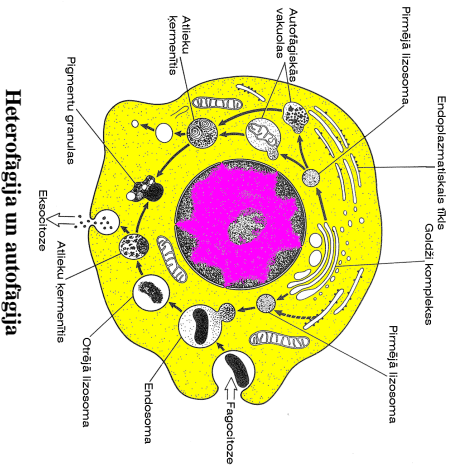 Endoplazmatiskais tīkls
Goldži komplekss
Pirmējā lizosoma
Pirmējā lizosoma
Autofāgiskās
vakuolas
Fagocitoze
Atlieku
ķermenītis
Endosoma
Otrējā lizosoma
Pigmentu granulas
Atlieku ķermenītis
Eksocitoze
Heterofāgija un autofāgija